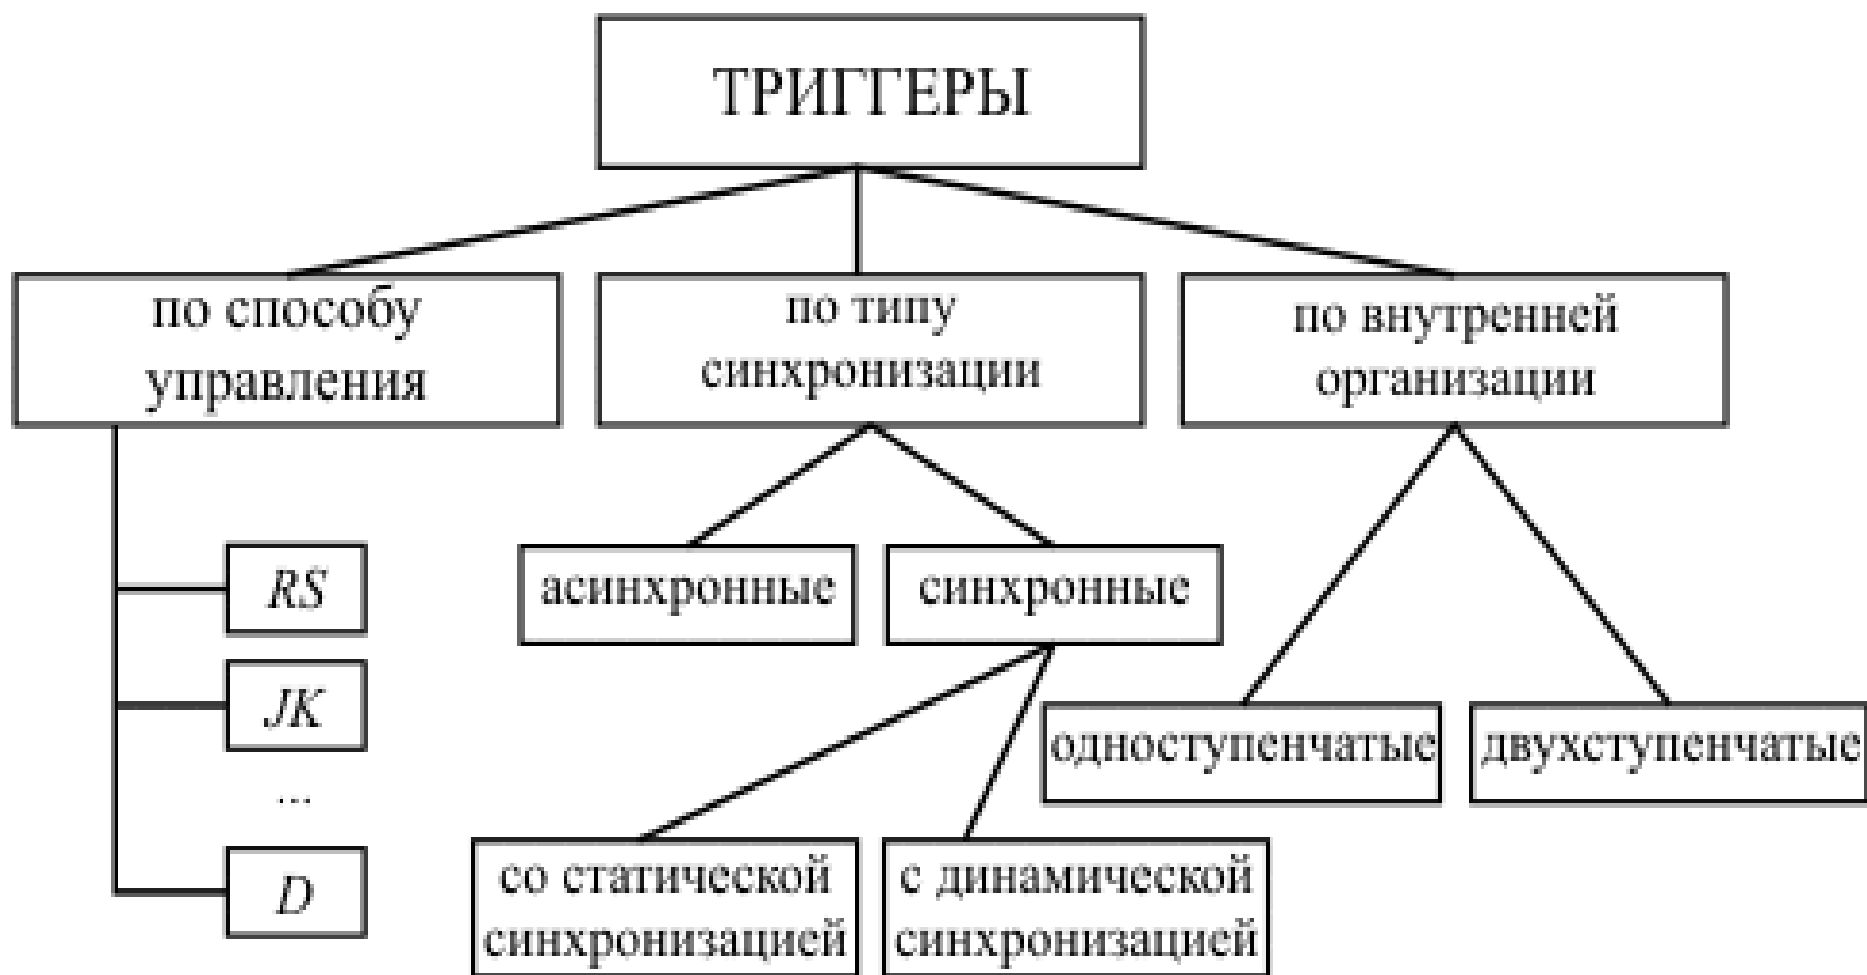 ТРИГГЕРЫ
по способу
управления
по типу
синхронизации
по внутренней
организации
RS
JK
...
D
асинхронные
синхронные
со статической
синхронизацией
с динамической
синхронизацией
одноступенчатые
двухступенчатые